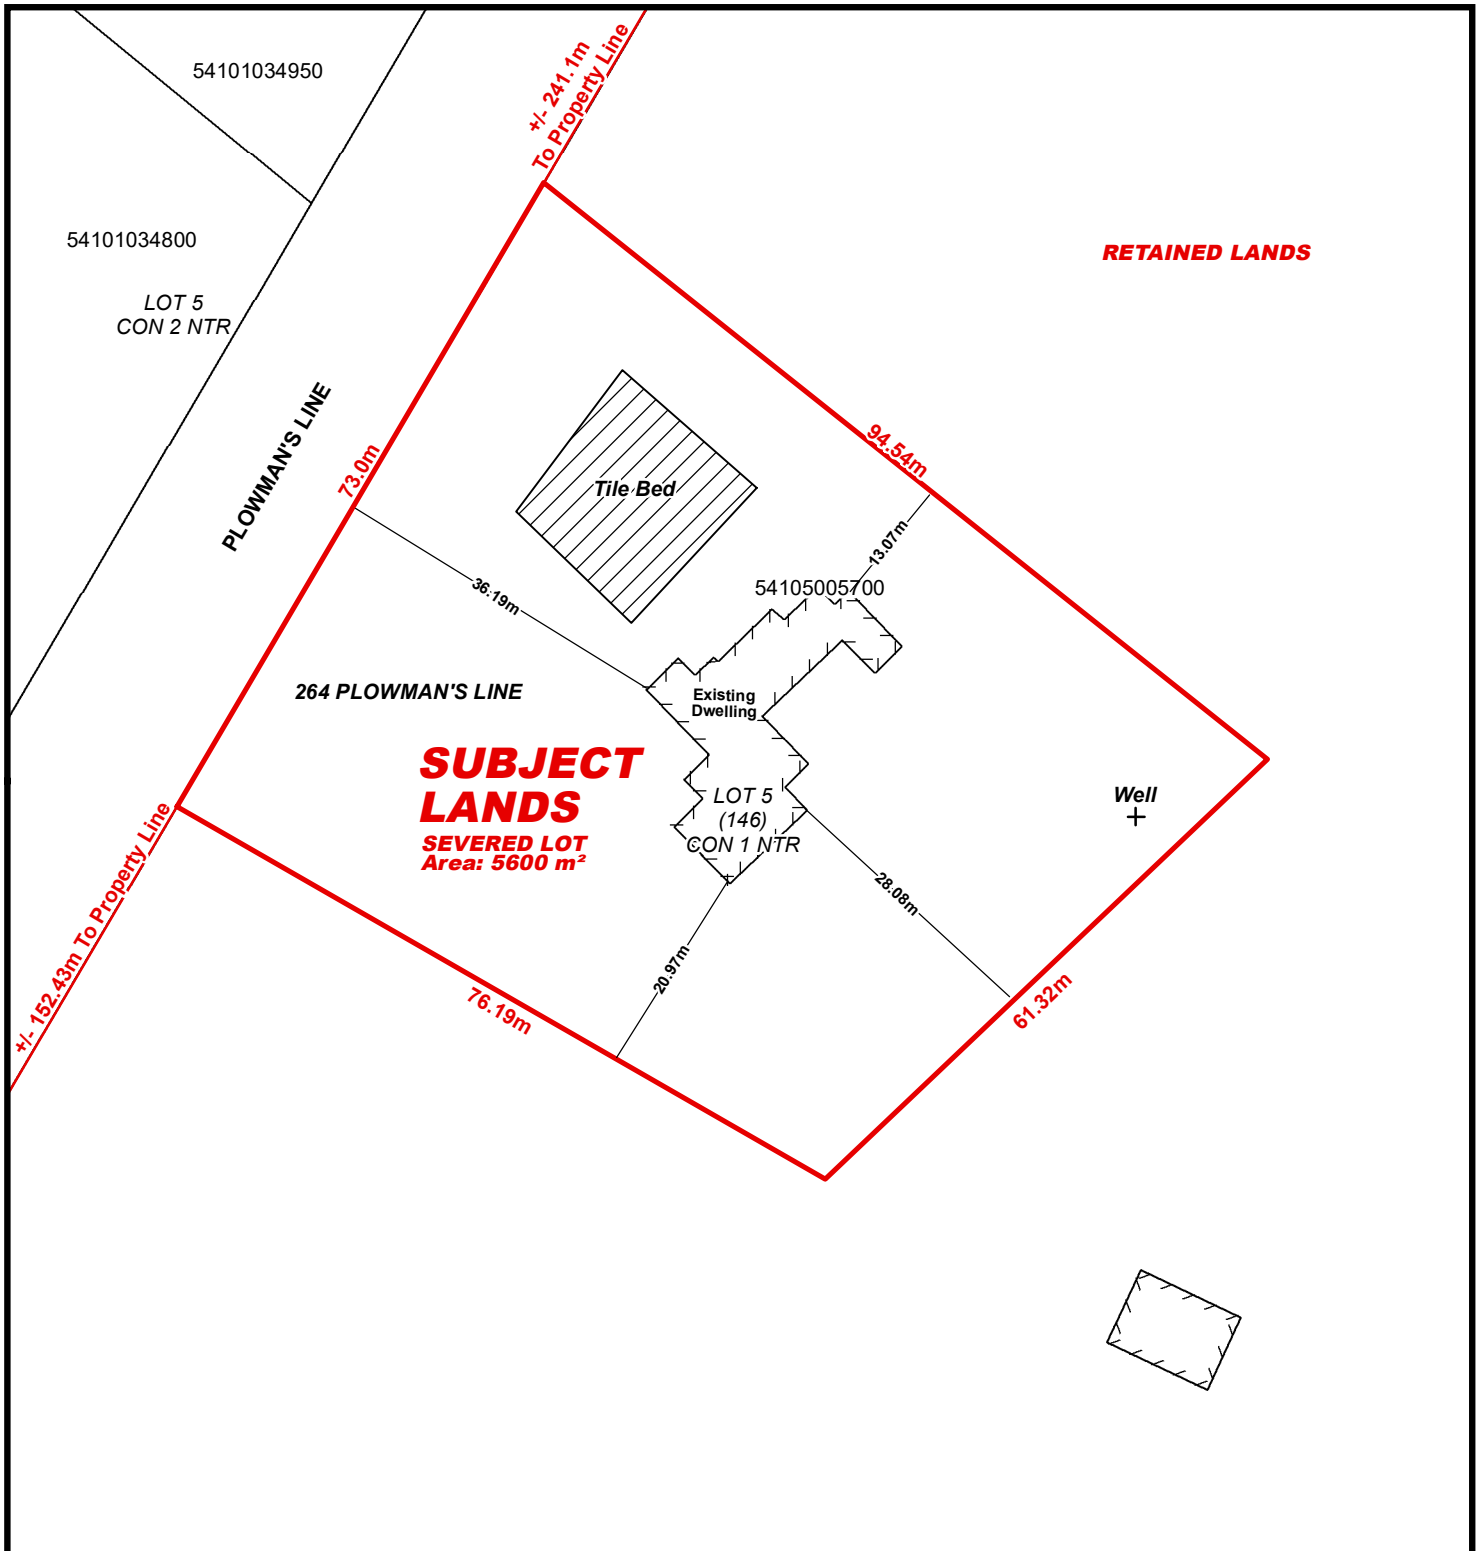 54101034950
+/- 241.1m
To Property Line
54101034800
RETAINED LANDS
LOT 5
CON 2 NTR
PLOWMAN'S LINE
73.0m
94.54m
Tile Bed
13.07m
36.19m
54105005700
264 PLOWMAN'S LINE
Existing
Dwelling
SUBJECT
LANDS
SEVERED LOT
Area: 5600 m²
LOT 5
(146)
CON 1 NTR
Well
+/- 152.43m To Property Line
28.08m
20.97m
76.19m
61.32m